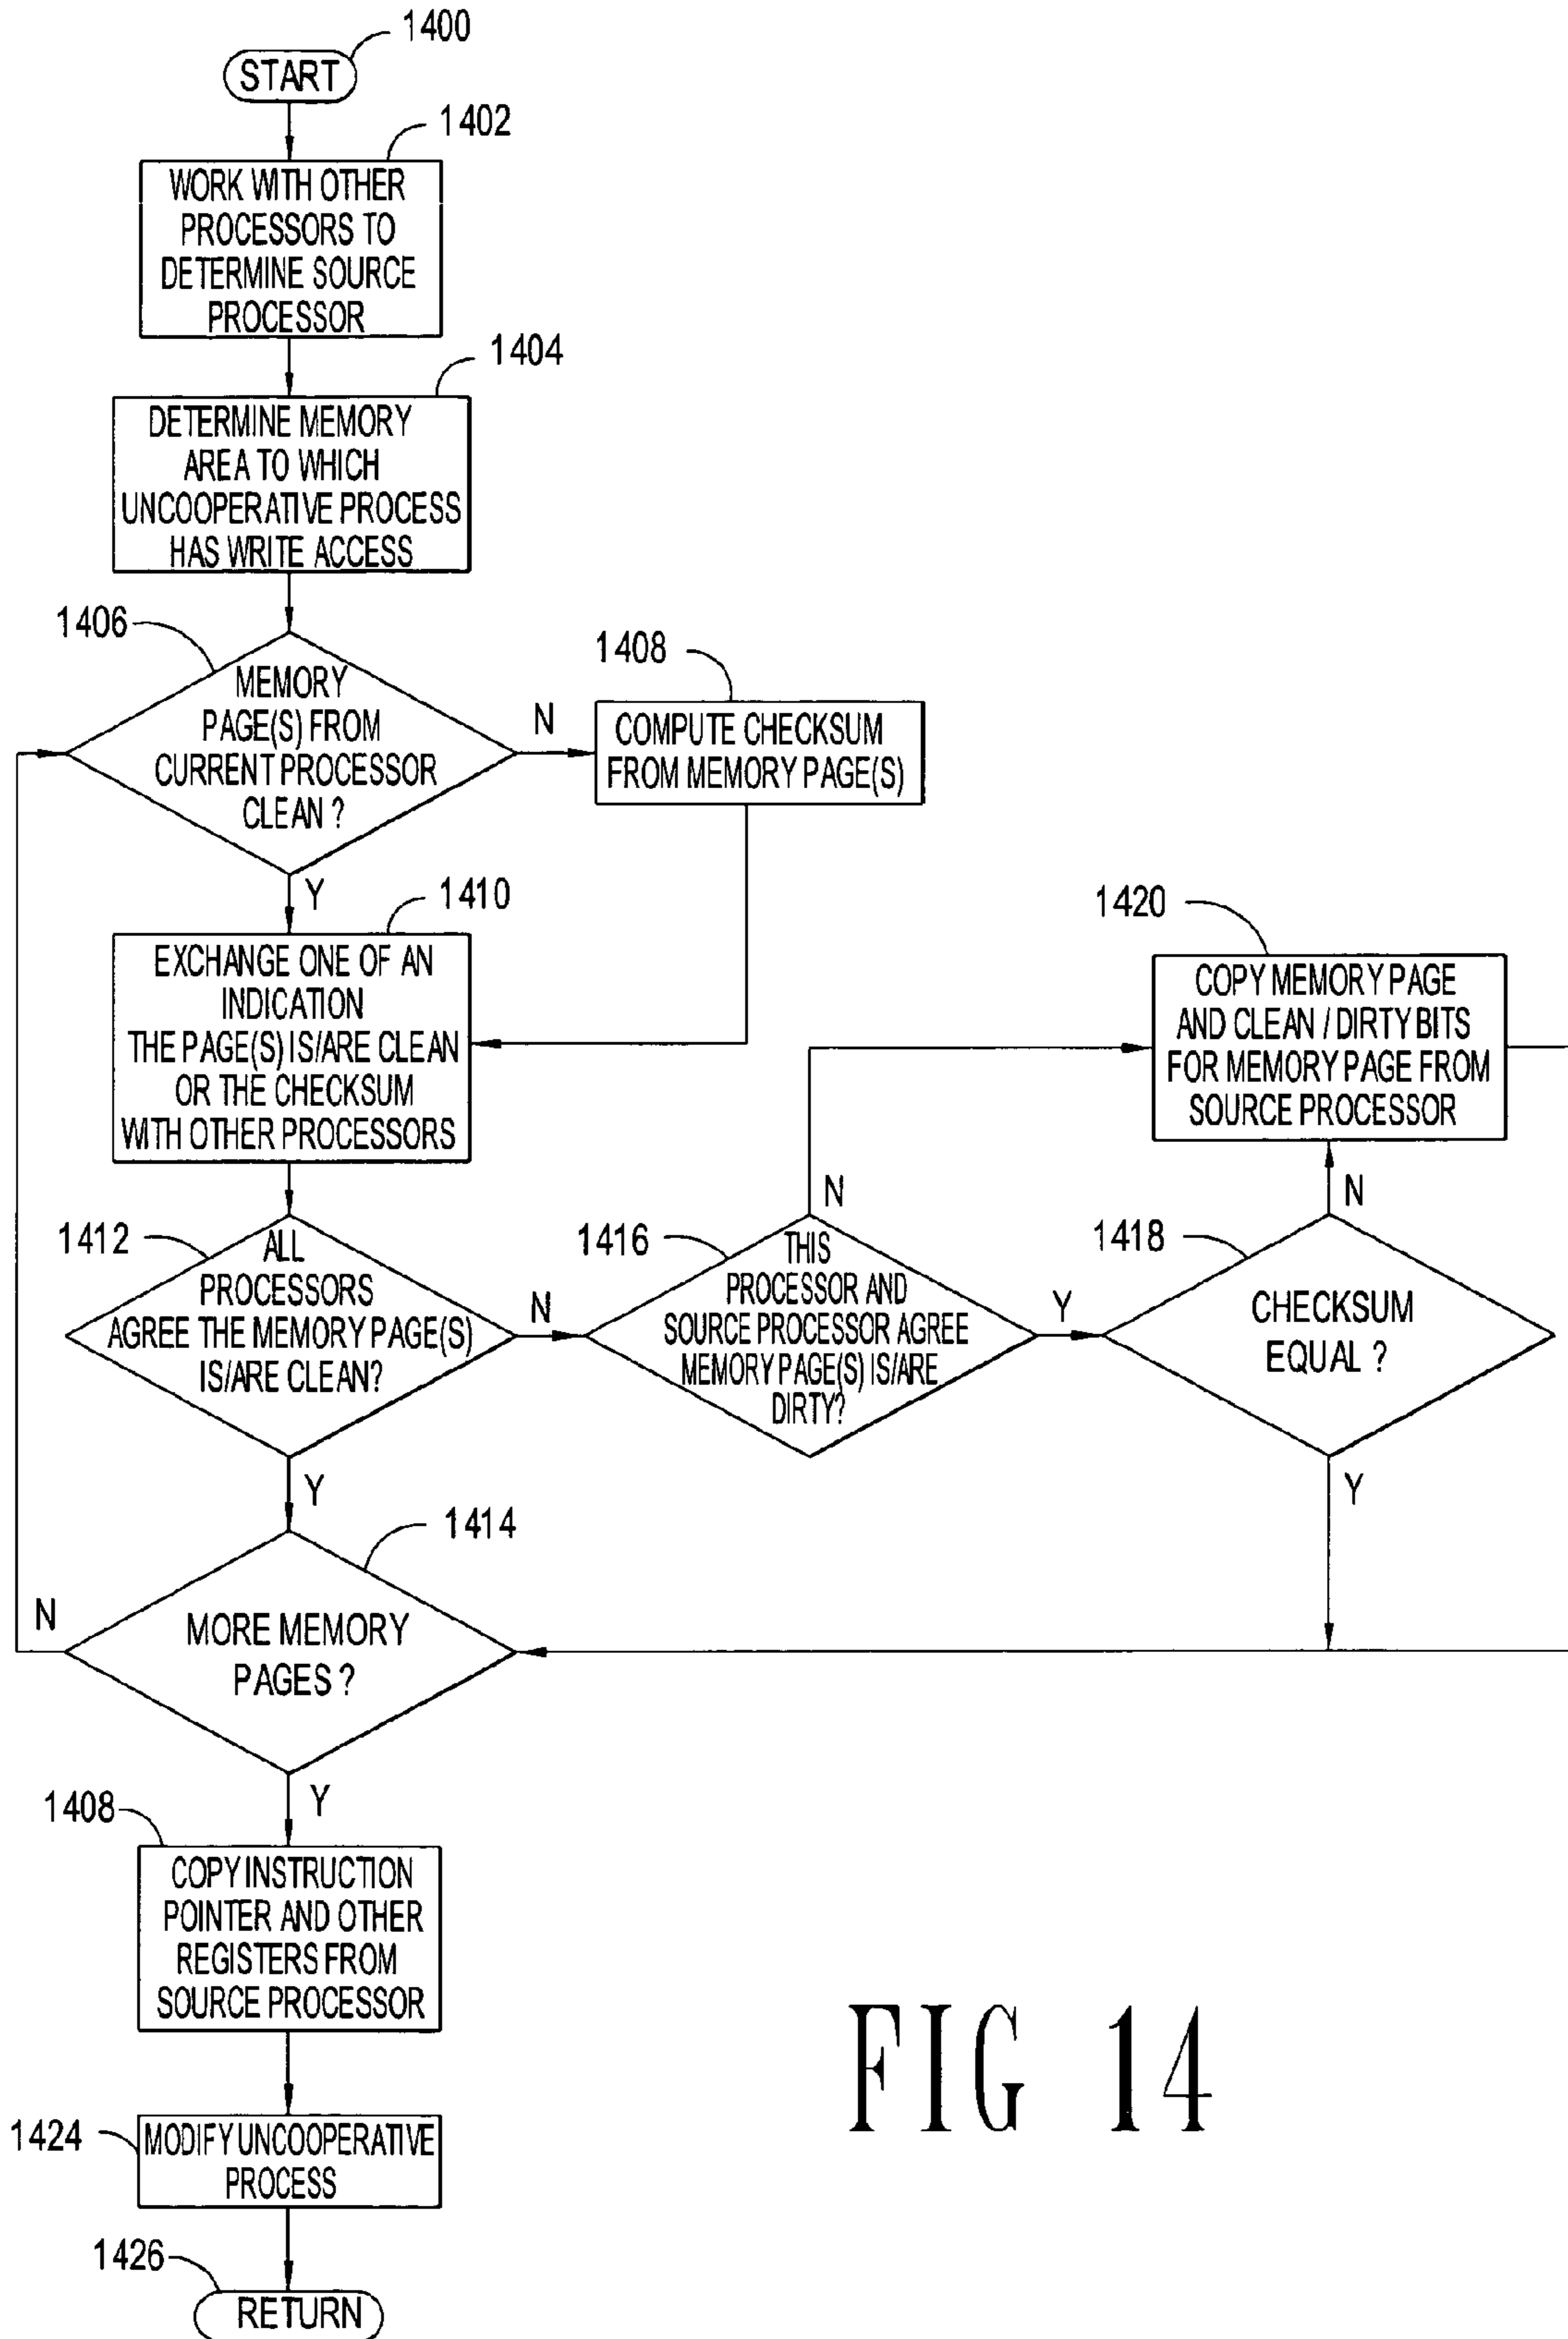 1400
START
1402
WORK WITH OTHER
PROCESSORS TO
DETERMINE SOURCE
PROCESSOR
1404
DETERMINE MEMORY
AREA TO WHICH
UNCOOPERATIVE PROCESS
HAS WRITE ACCESS
1406
MEMORY
PAGE(S) FROM
CURRENT PROCESSOR
CLEAN ?
N
Y
1408
COMPUTE CHECKSUM
FROM MEMORY PAGE(S)
1410
EXCHANGE ONE OF AN
INDICATION
THE PAGE(S) IS/ARE CLEAN
OR THE CHECKSUM
WITH OTHER PROCESSORS
1412
ALL
PROCESSORS
AGREE THE MEMORY PAGE(S)
IS/ARE CLEAN?
N
Y
1416
THIS
PROCESSOR AND
SOURCE PROCESSOR AGREE
MEMORY PAGE(S) IS/ARE
DIRTY?
N
Y
1418
CHECKSUM
EQUAL ?
N
Y
1420
COPY MEMORY PAGE
AND CLEAN / DIRTY BITS
FOR MEMORY PAGE FROM
SOURCE PROCESSOR
1414
MORE MEMORY
PAGES ?
N
Y
1408
COPY INSTRUCTION
POINTER AND OTHER
REGISTERS FROM
SOURCE PROCESSOR
1424
MODIFY UNCOOPERATIVE
PROCESS
1426
RETURN
FIG 14